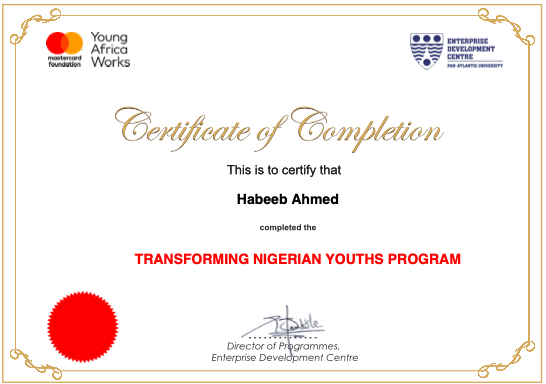 mastercard
foundation
Young
Africa
Works
ENTERPRISE
DEVELOPMENT
CENTRE
PAN-ATLANTIC UNIVERSITY
Certificate of Completion
This is to certify that
Habeeb Ahmed
completed the
TRANSFORMING NIGERIAN YOUTHS PROGRAM
Director of Programmes,
Enterprise Development Centre